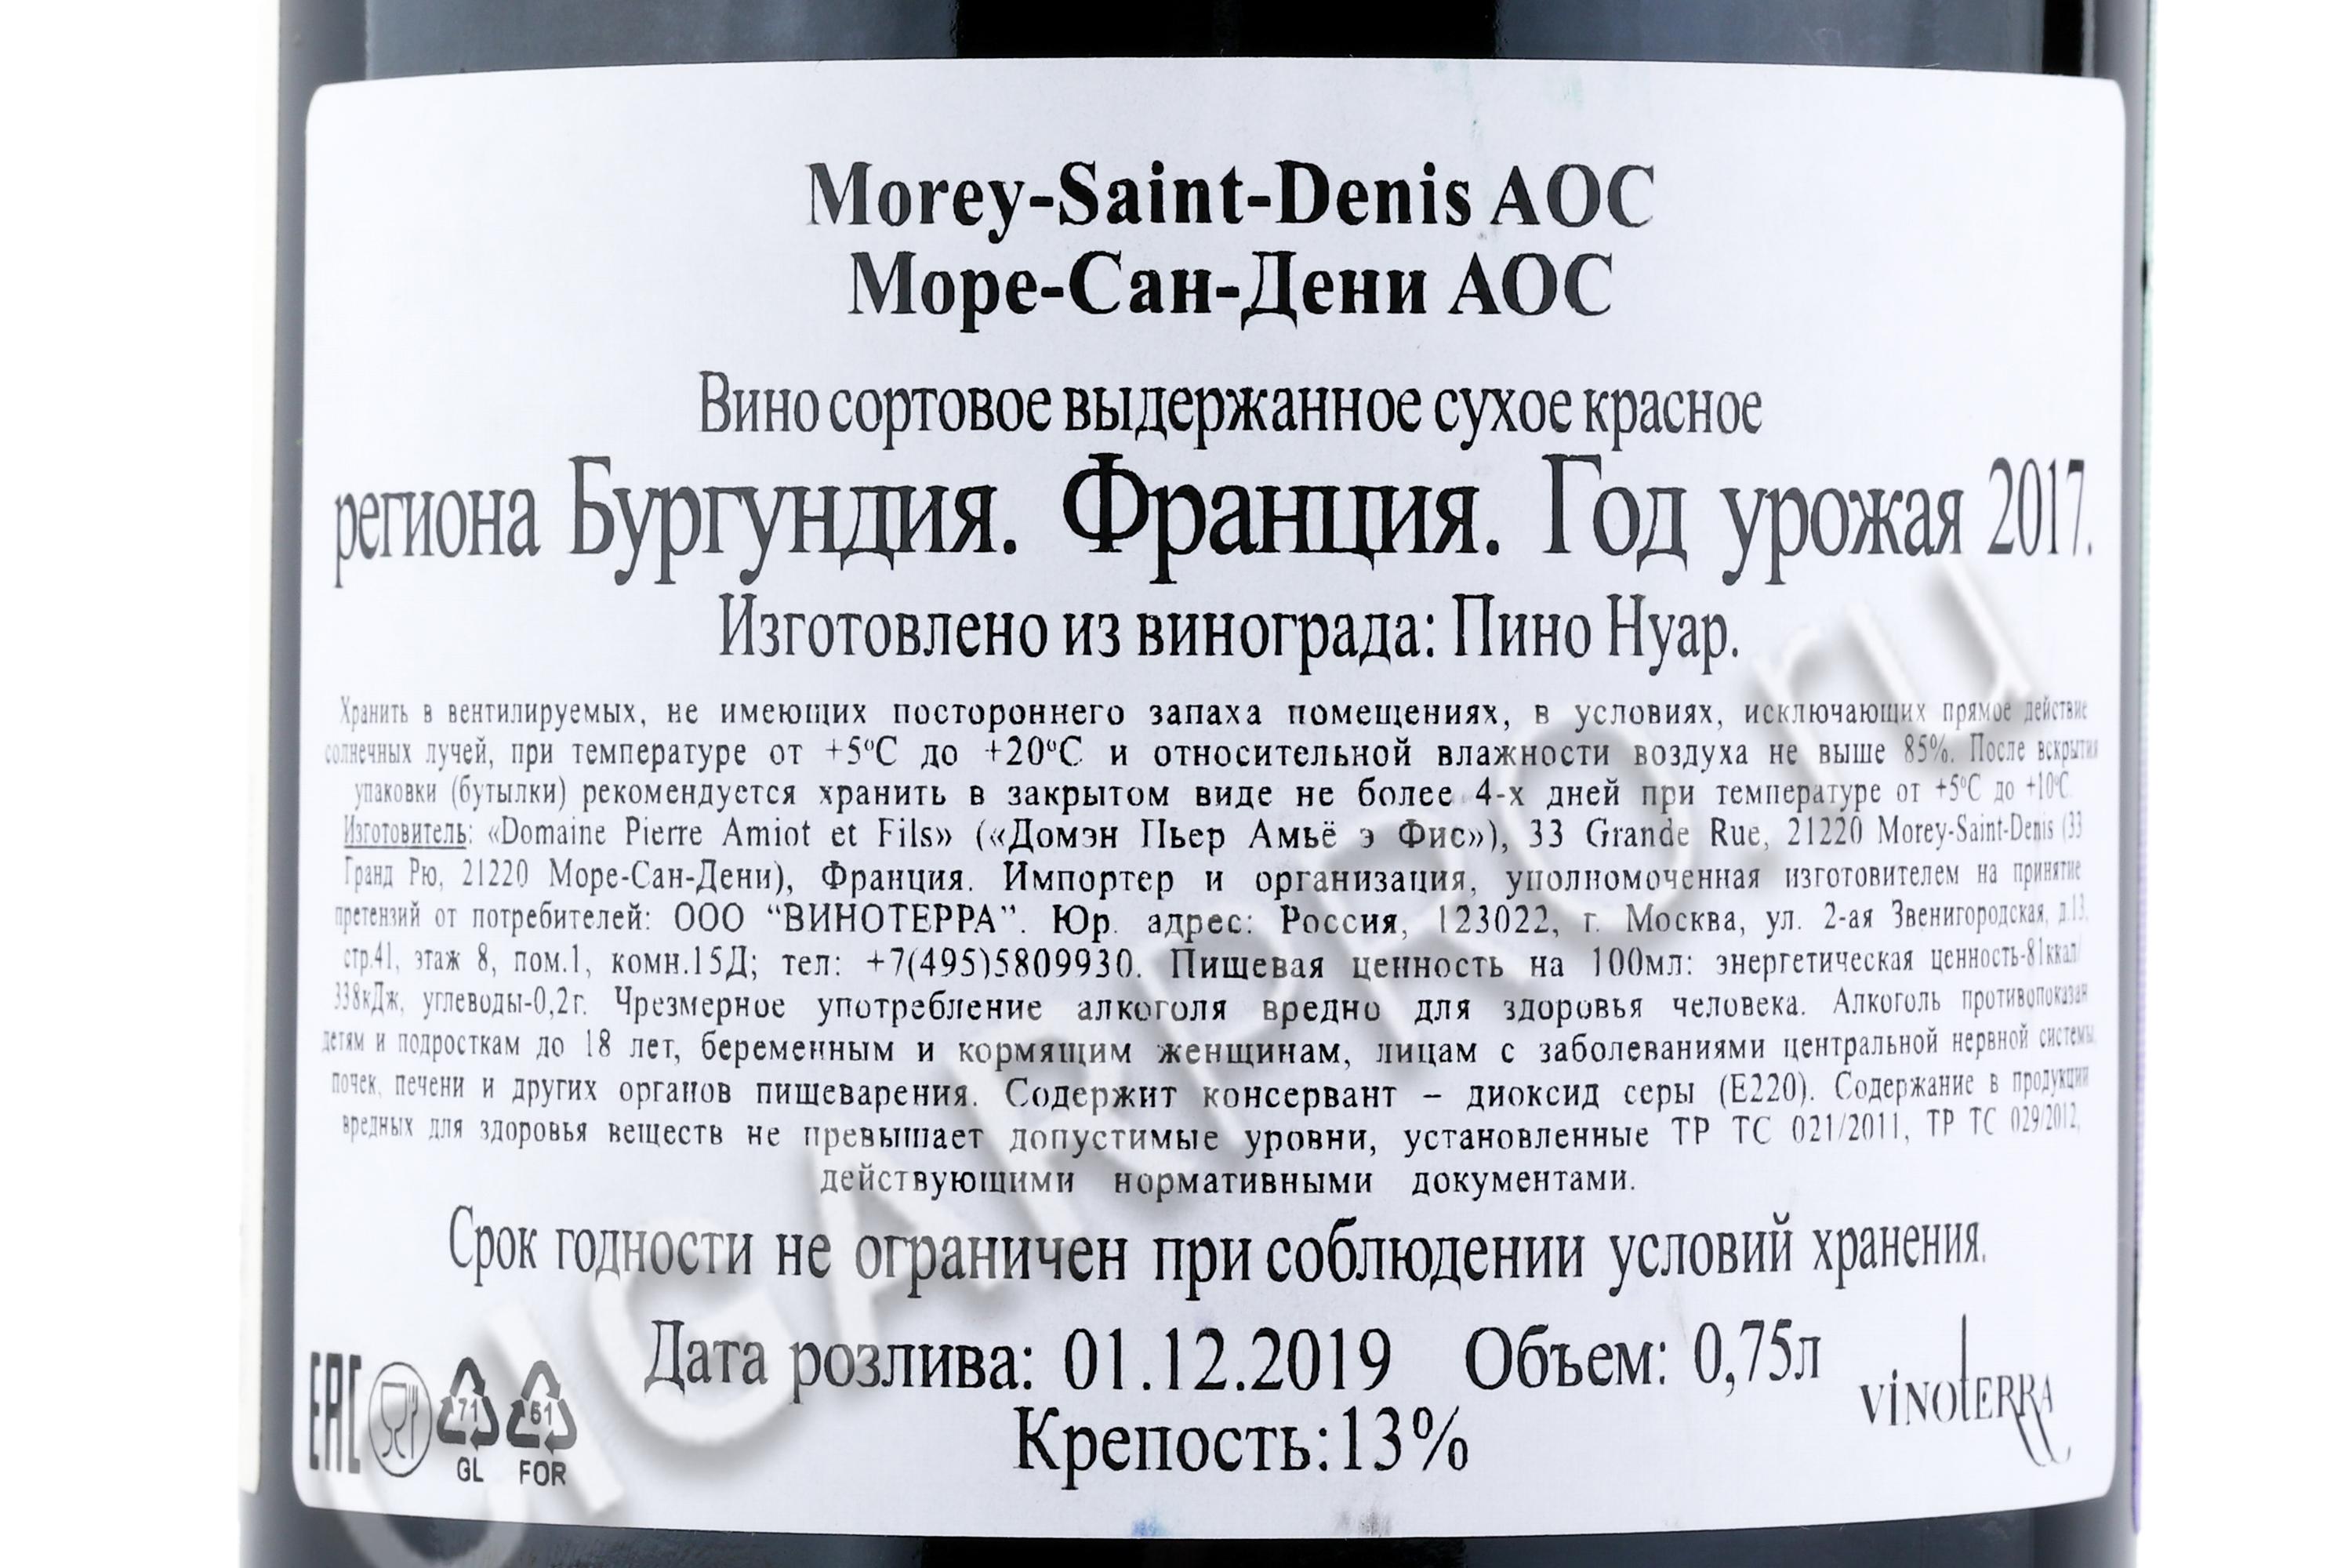 Morey-Saint-Denis AOC
Море-Сан-Дени АОС
Вино сортовое выдержанное сухое красное
региона Бургундия. Франция. Год урожая 2017.
Изготовлено из винограда: Пино Нуар.
Хранить в вентилируемых, не имеющих постороннего запаха помещениях, в условиях, исключающих прямое действие
солнечных лучей, при температуре от +5ºС до +20ºС и относительной влажности воздуха не выше 85%. После вскрытия
упаковки (бутылки) рекомендуется хранить в закрытом виде не более 4-х дней при температуре от +5ºС до +10ºС.
Изготовитель: «Domaine Pierre Amiot et Fils» («Домэн Пьер Амьё э Фис»), 33 Grande Rue, 21220 Morey-Saint-Denis (33
Гранд Рю, 21220 Море-Сан-Дени), Франция. Импортер и организация, уполномоченная изготовителем на принятие
претензий от потребителей: ООО “ВИНОТЕРРА”. Юр. адрес: Россия, 123022, г. Москва, ул. 2-ая Звенигородская, д.13,
стр.41, этаж 8, пом.1, комн.15Д; тел: +7(495)5809930. Пищевая ценность на 100мл: энергетическая ценность-81ккал/
338кДж, углеводы-0,2г. Чрезмерное употребление алкоголя вредно для здоровья человека. Алкоголь противопоказан
детям и подросткам до 18 лет, беременным и кормящим женщинам, лицам с заболеваниями центральной нервной системы,
почек, печени и других органов пищеварения. Содержит консервант – диоксид серы (Е220). Содержание в продукции
вредных для здоровья веществ не превышает допустимые уровни, установленные ТР ТС 021/2011, ТР ТС 029/2012,
действующими нормативными документами.
Срок годности не ограничен при соблюдении условий хранения.
Дата розлива: 01.12.2019 Объем: 0,75л
Крепость:13%
EAC 71 GL 61 FOR
vinoTERRA
CIGARPRO.ru